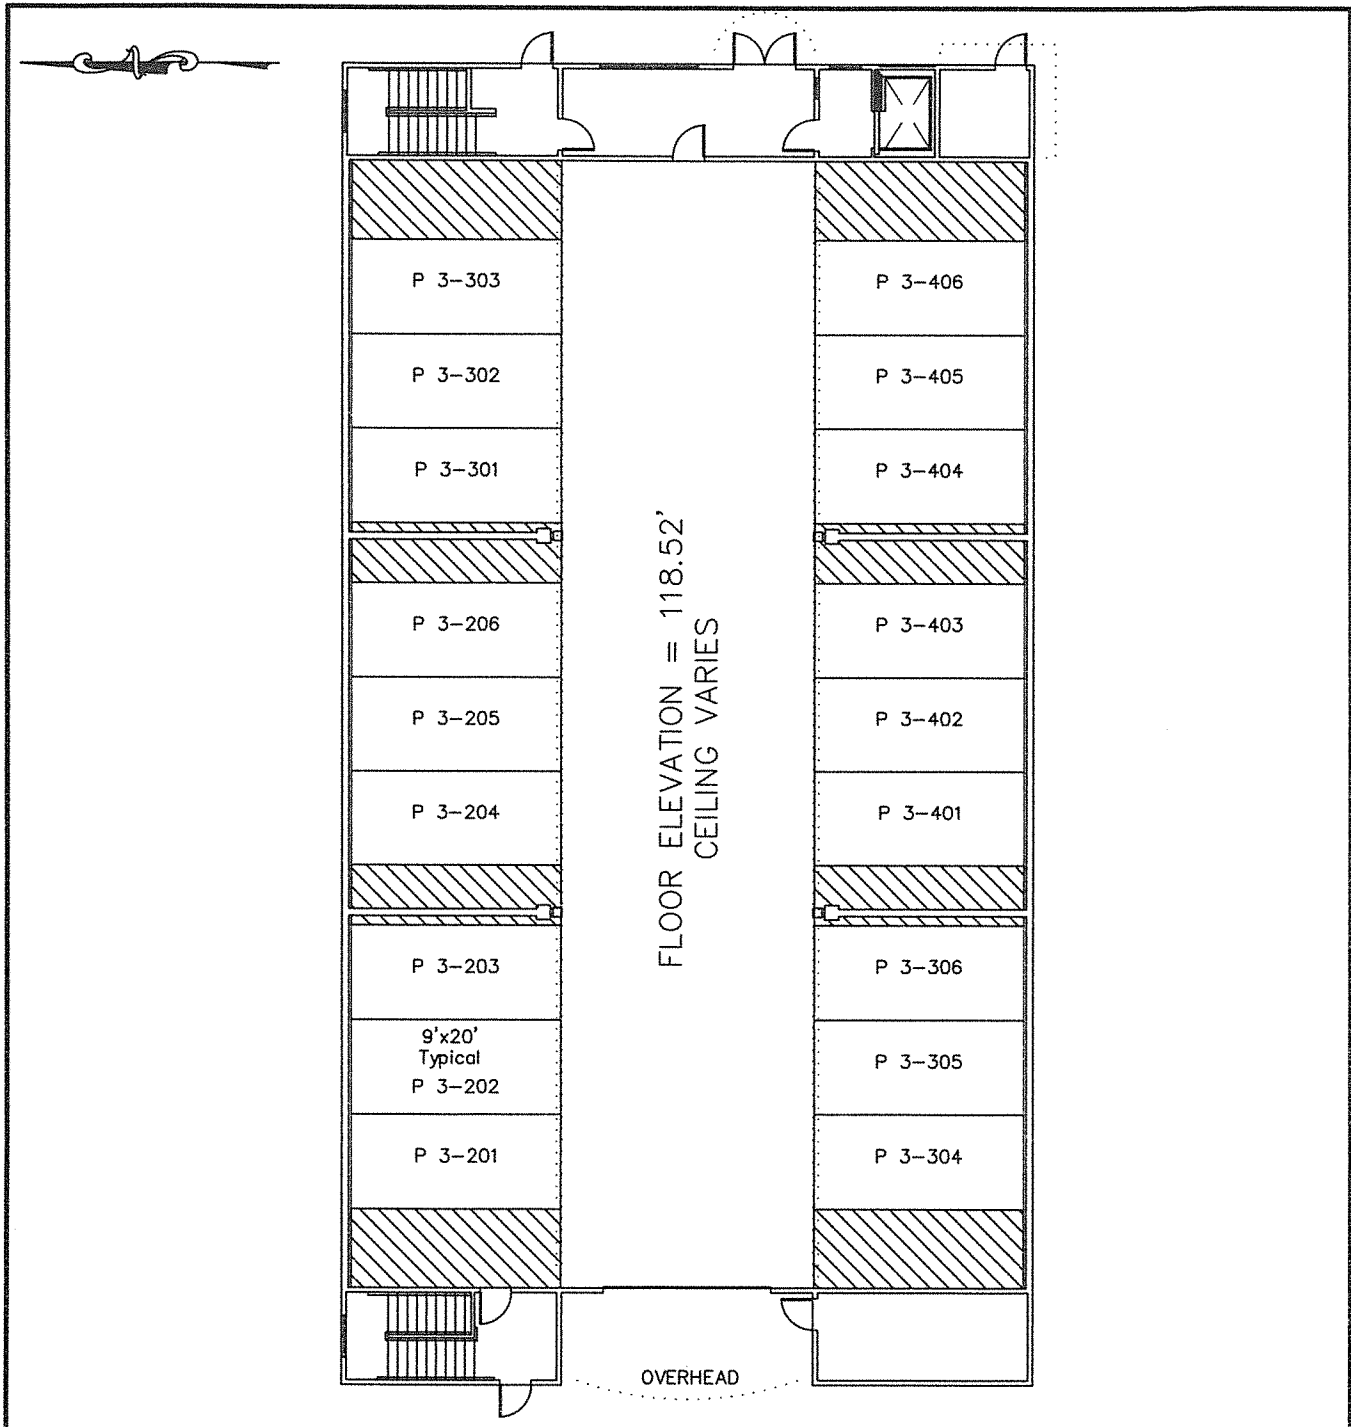 P 3-303
P 3-406
P 3-302
P 3-405
P 3-301
P 3-404
FLOOR ELEVATION = 118.52'
CEILING VARIES
P 3-206
P 3-403
P 3-205
P 3-402
P 3-204
P 3-401
P 3-203
P 3-306
9'x20'
Typical
P 3-202
P 3-305
P 3-201
P 3-304
OVERHEAD